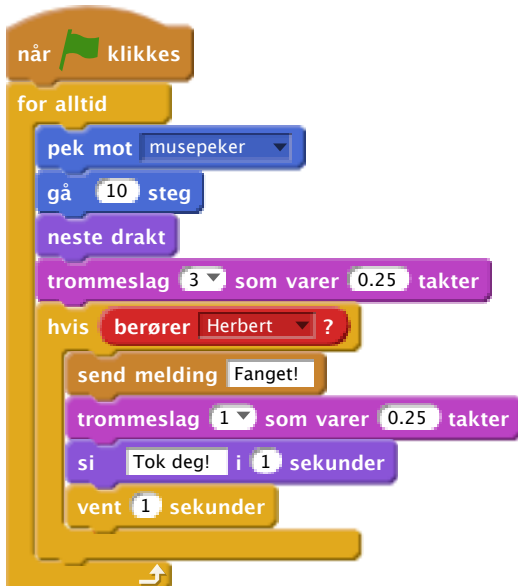 når klikkes
for alltid
pek mot musepeker
gå 10 steg
neste drakt
trommeslag 3 som varer 0.25 takter
hvis berører Herbert ?
send melding Fanget!
trommeslag 1 som varer 0.25 takter
si Tok deg! i 1 sekunder
vent 1 sekunder